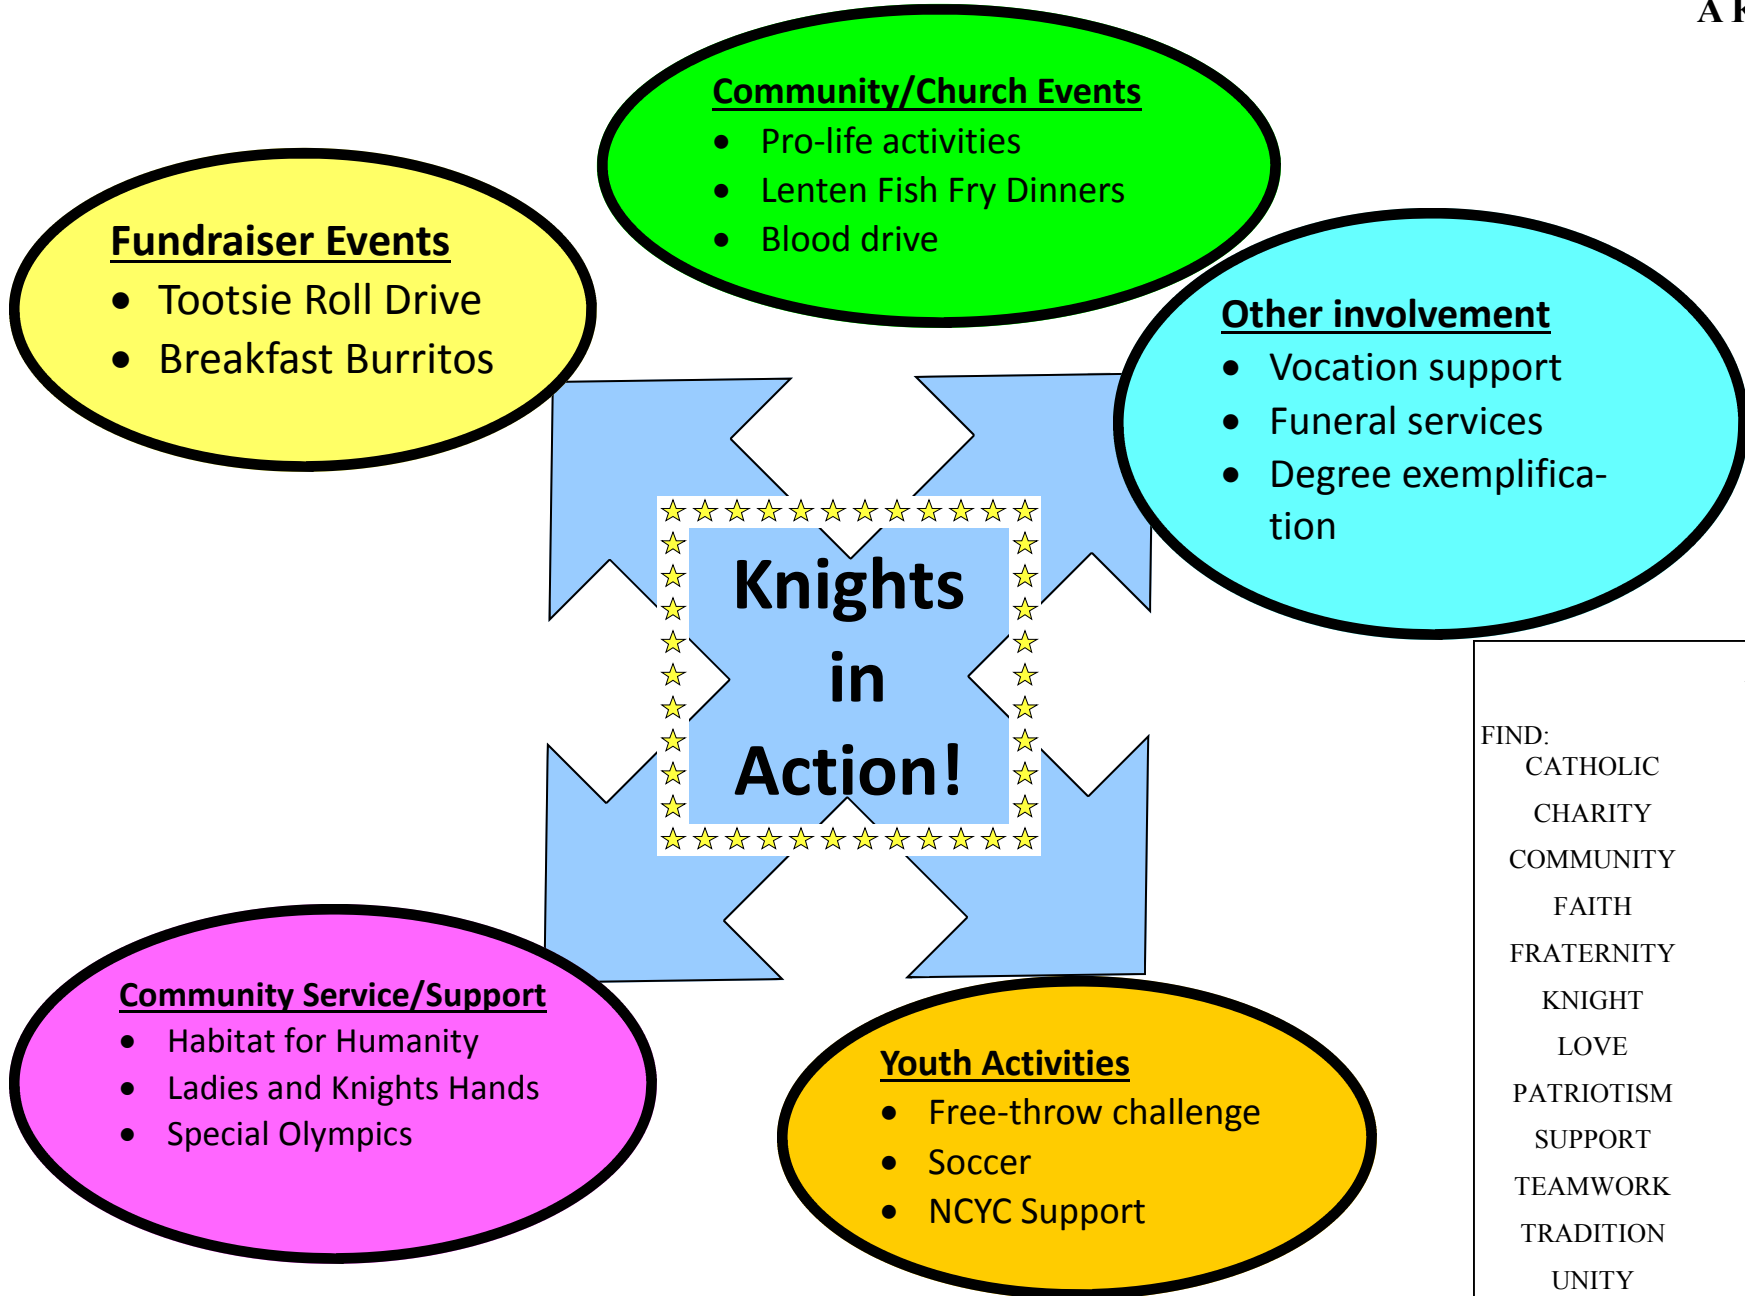 Community/Church Events
• Pro-life activities
• Lenten Fish Fry Dinners
• Blood drive
Fundraiser Events
• Tootsie Roll Drive
• Breakfast Burritos
Other involvement
• Vocation support
• Funeral services
• Degree exemplifica-
tion
Knights
in
Action!
Community Service/Support
• Habitat for Humanity
• Ladies and Knights Hands
• Special Olympics
Youth Activities
• Free-throw challenge
• Soccer
• NCYC Support
FIND:
CATHOLIC
CHARITY
COMMUNITY
FAITH
FRATERNITY
KNIGHT
LOVE
PATRIOTISM
SUPPORT
TEAMWORK
TRADITION
UNITY